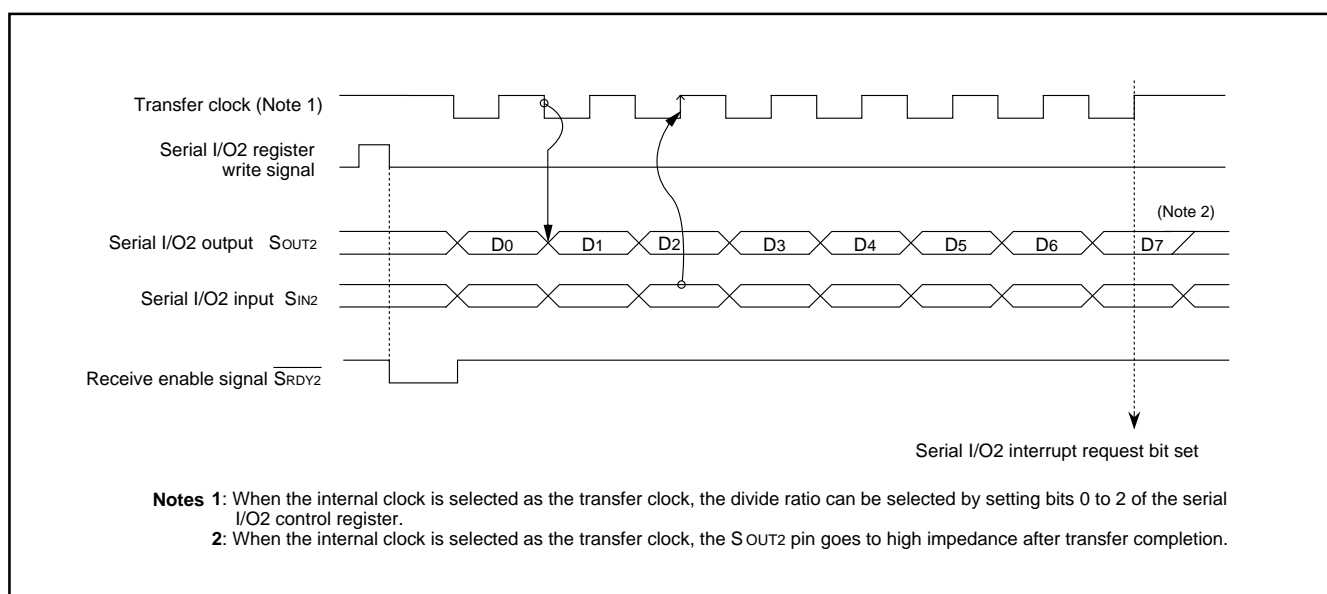 Transfer clock (Note 1)
Serial I/O2 register
write signal
(Note 2)
Serial I/O2 output SOUT2
D0 D1 D2 D3 D4 D5 D6 D7
Serial I/O2 input SIN2
Receive enable signal SRDY2
Serial I/O2 interrupt request bit set
Notes 1: When the internal clock is selected as the transfer clock, the divide ratio can be selected by setting bits 0 to 2 of the serial
I/O2 control register.
2: When the internal clock is selected as the transfer clock, the SOUT2 pin goes to high impedance after transfer completion.